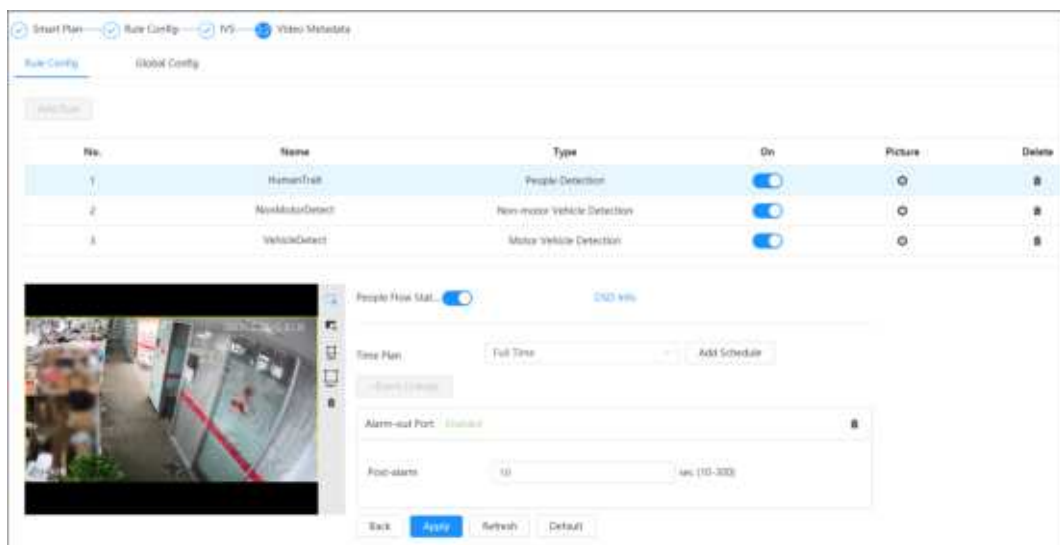 Smart Plan Rule Config IVS Video Metadata
Rule Config Global Config
Add Rule
No. Name Type On Picture Delete
1 HumanTrait People Detection
2 NonMotorDetect Non-motor Vehicle Detection
3 VehicleDetect Motor Vehicle Detection
People Flow Stat... OSD Info
Time Plan Full Time Add Schedule
Alarm-out Port Enabled
Post-alarm 10 sec. (10-300)
Back Apply Refresh Default